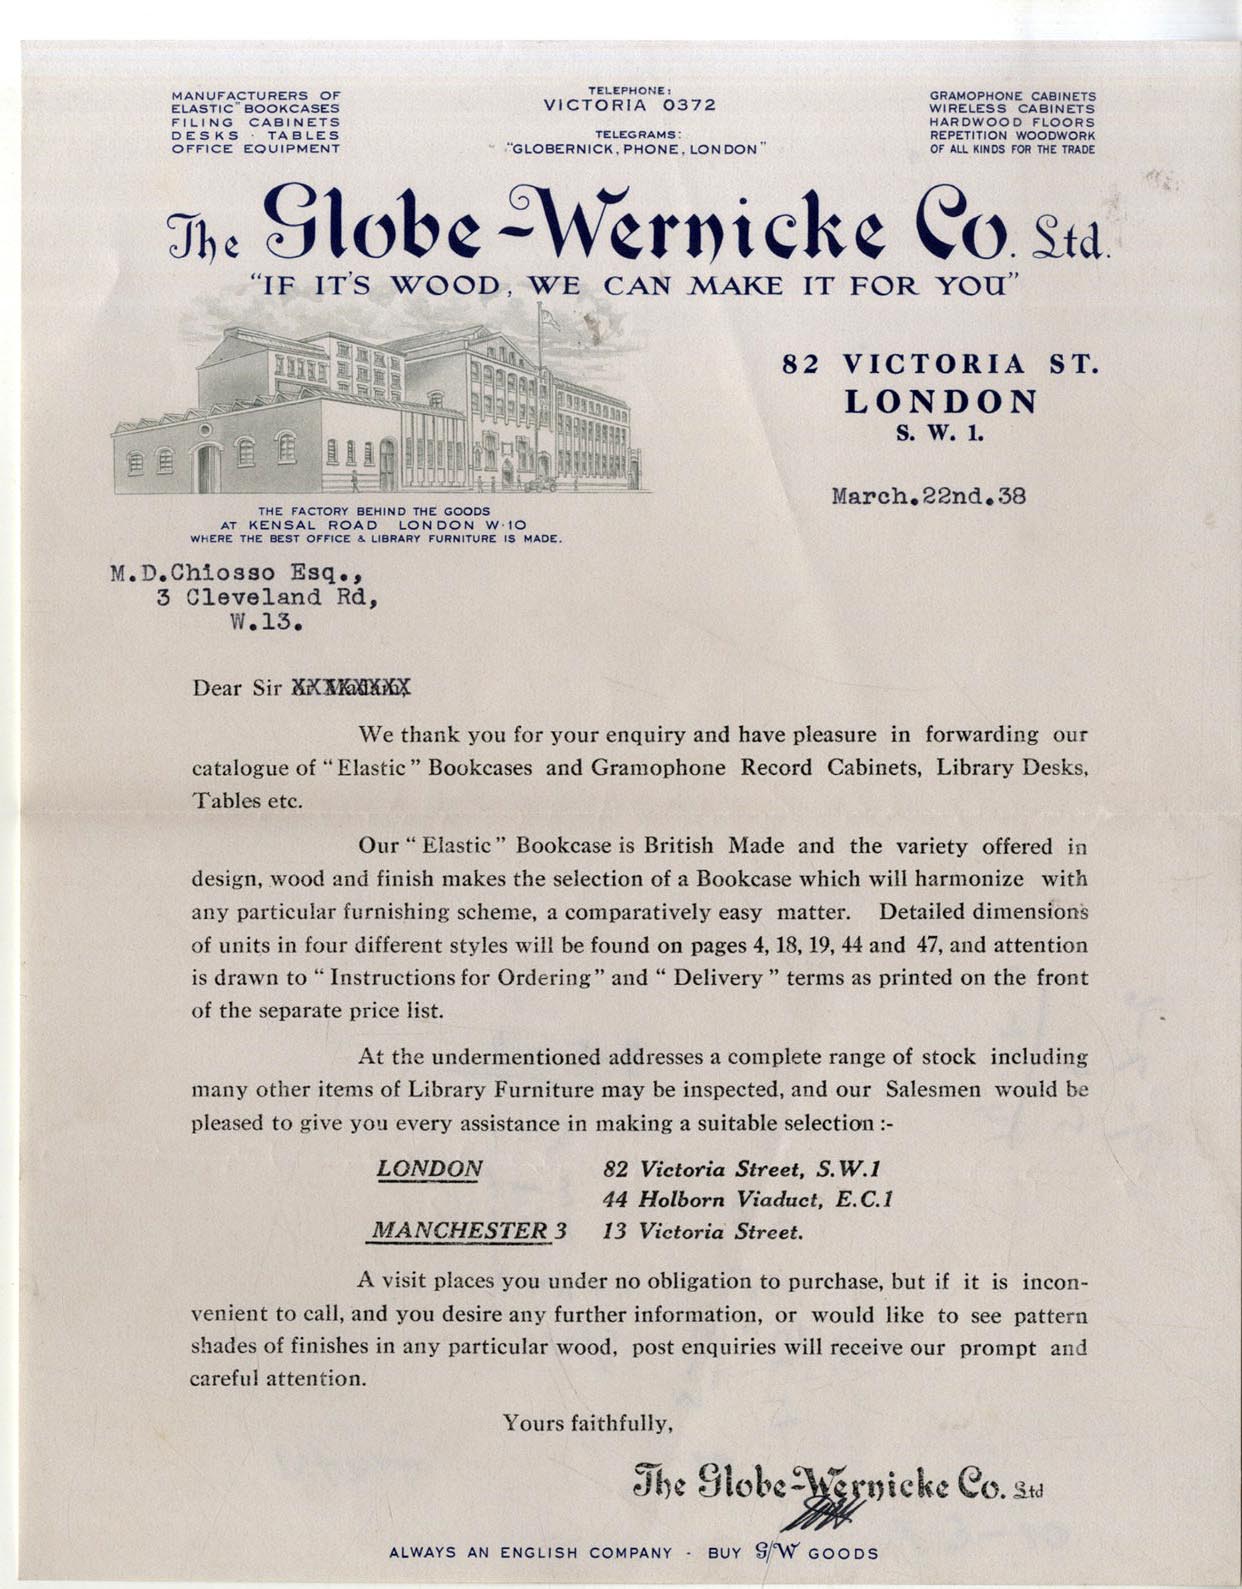 MANUFACTURERS OF
ELASTIC" BOOKCASES
FILING CABINETS
DESKS · TABLES
OFFICE EQUIPMENT
TELEPHONE:
VICTORIA 0372
TELEGRAMS:
"GLOBERNICK, PHONE, LONDON"
GRAMOPHONE CABINETS
WIRELESS CABINETS
HARDWOOD FLOORS
REPETITION WOODWORK
OF ALL KINDS FOR THE TRADE
The Globe-Wernicke Co. Ltd.
"IF IT'S WOOD, WE CAN MAKE IT FOR YOU"
82 VICTORIA ST.
LONDON
S. W. 1.
March.22nd.38
THE FACTORY BEHIND THE GOODS
AT KENSAL ROAD LONDON W·10
WHERE THE BEST OFFICE & LIBRARY FURNITURE IS MADE.
M.D.Chiosso Esq.,
3 Cleveland Rd,
W.13.
Dear Sir or Madam,
We thank you for your enquiry and have pleasure in forwarding our
catalogue of "Elastic" Bookcases and Gramophone Record Cabinets, Library Desks,
Tables etc.
Our "Elastic" Bookcase is British Made and the variety offered in
design, wood and finish makes the selection of a Bookcase which will harmonize with
any particular furnishing scheme, a comparatively easy matter. Detailed dimensions
of units in four different styles will be found on pages 4, 18, 19, 44 and 47, and attention
is drawn to "Instructions for Ordering" and "Delivery" terms as printed on the front
of the separate price list.
At the undermentioned addresses a complete range of stock including
many other items of Library Furniture may be inspected, and our Salesmen would be
pleased to give you every assistance in making a suitable selection :-
LONDON 82 Victoria Street, S.W.1
44 Holborn Viaduct, E.C.1
MANCHESTER 3 13 Victoria Street.
A visit places you under no obligation to purchase, but if it is incon-
venient to call, and you desire any further information, or would like to see pattern
shades of finishes in any particular wood, post enquiries will receive our prompt and
careful attention.
Yours faithfully,
The Globe-Wernicke Co. Ltd
ALWAYS AN ENGLISH COMPANY - BUY G/W GOODS